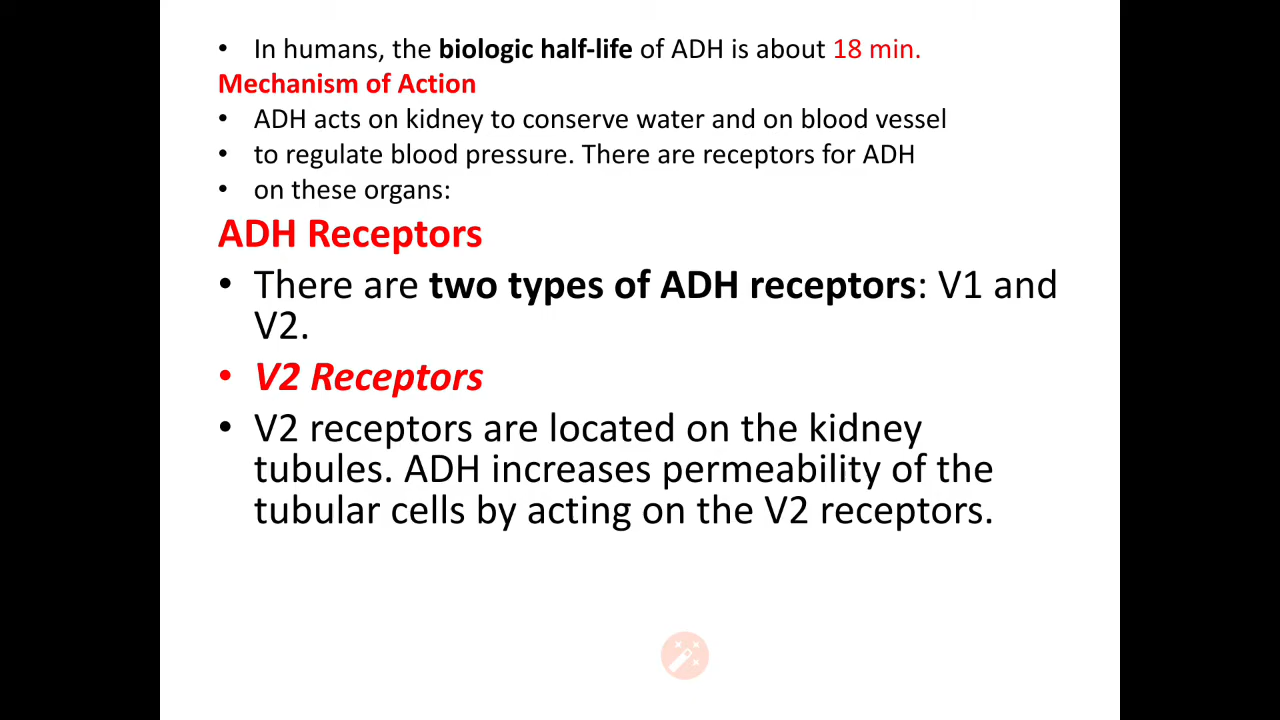 • In humans, the biologic half-life of ADH is about 18 min.
Mechanism of Action
• ADH acts on kidney to conserve water and on blood vessel
• to regulate blood pressure. There are receptors for ADH
• on these organs:
ADH Receptors
• There are two types of ADH receptors: V1 and
V2.
• V2 Receptors
• V2 receptors are located on the kidney
tubules. ADH increases permeability of the
tubular cells by acting on the V2 receptors.